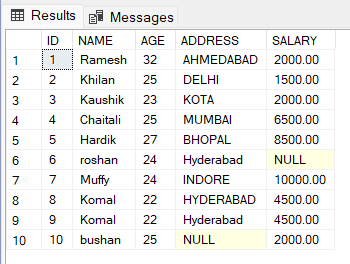 Results Messages
ID NAME AGE ADDRESS SALARY
1 1 Ramesh 32 AHMEDABAD 2000.00
2 2 Khilan 25 DELHI 1500.00
3 3 Kaushik 23 KOTA 2000.00
4 4 Chaitali 25 MUMBAI 6500.00
5 5 Hardik 27 BHOPAL 8500.00
6 6 roshan 24 Hyderabad NULL
7 7 Muffy 24 INDORE 10000.00
8 8 Komal 22 HYDERABAD 4500.00
9 9 Komal 22 Hyderabad 4500.00
10 10 bushan 25 NULL 2000.00